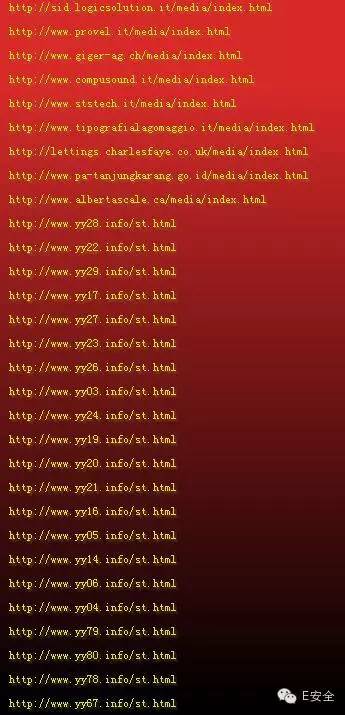 http://sid.logicsolution.it/media/index.html
http://www.provel.it/media/index.html
http://www.giger-ag.ch/media/index.html
http://www.compusound.it/media/index.html
http://www.ststech.it/media/index.html
http://www.tipografialagomaggio.it/media/index.html
http://lettings.charlesfaye.co.uk/media/index.html
http://www.pa-tanjungkarang.go.id/media/index.html
http://www.albertascale.ca/media/index.html
http://www.yy28.info/st.html
http://www.yy22.info/st.html
http://www.yy29.info/st.html
http://www.yy17.info/st.html
http://www.yy27.info/st.html
http://www.yy23.info/st.html
http://www.yy26.info/st.html
http://www.yy03.info/st.html
http://www.yy24.info/st.html
http://www.yy19.info/st.html
http://www.yy20.info/st.html
http://www.yy21.info/st.html
http://www.yy16.info/st.html
http://www.yy05.info/st.html
http://www.yy14.info/st.html
http://www.yy06.info/st.html
http://www.yy04.info/st.html
http://www.yy79.info/st.html
http://www.yy80.info/st.html
http://www.yy78.info/st.html
http://www.yy67.info/st.html
E安全